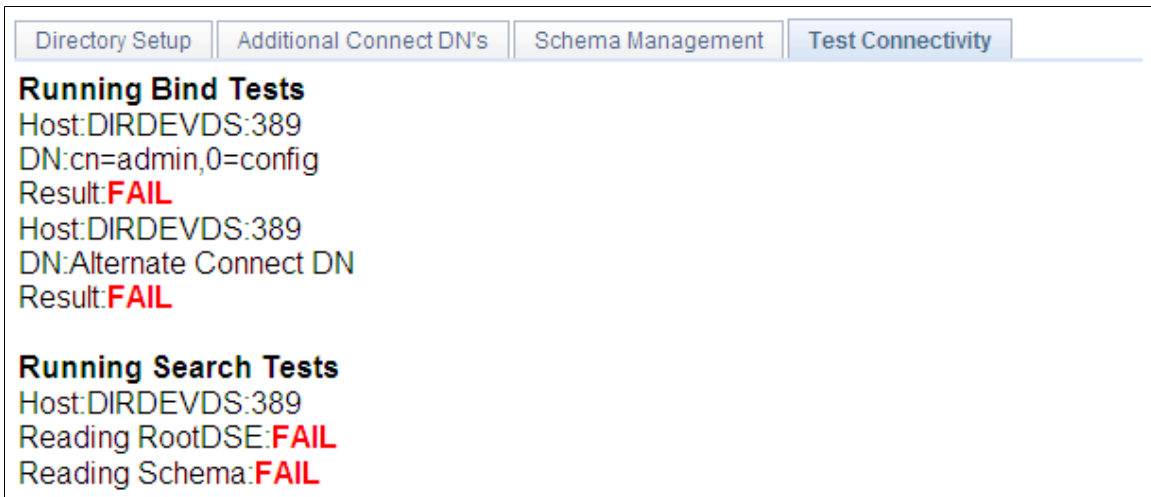 Directory Setup Additional Connect DN's Schema Management Test Connectivity
Running Bind Tests
Host:DIRDEVDS:389
DN:cn=admin,0=config
Result:FAIL
Host:DIRDEVDS:389
DN:Alternate Connect DN
Result:FAIL
Running Search Tests
Host:DIRDEVDS:389
Reading RootDSE:FAIL
Reading Schema:FAIL